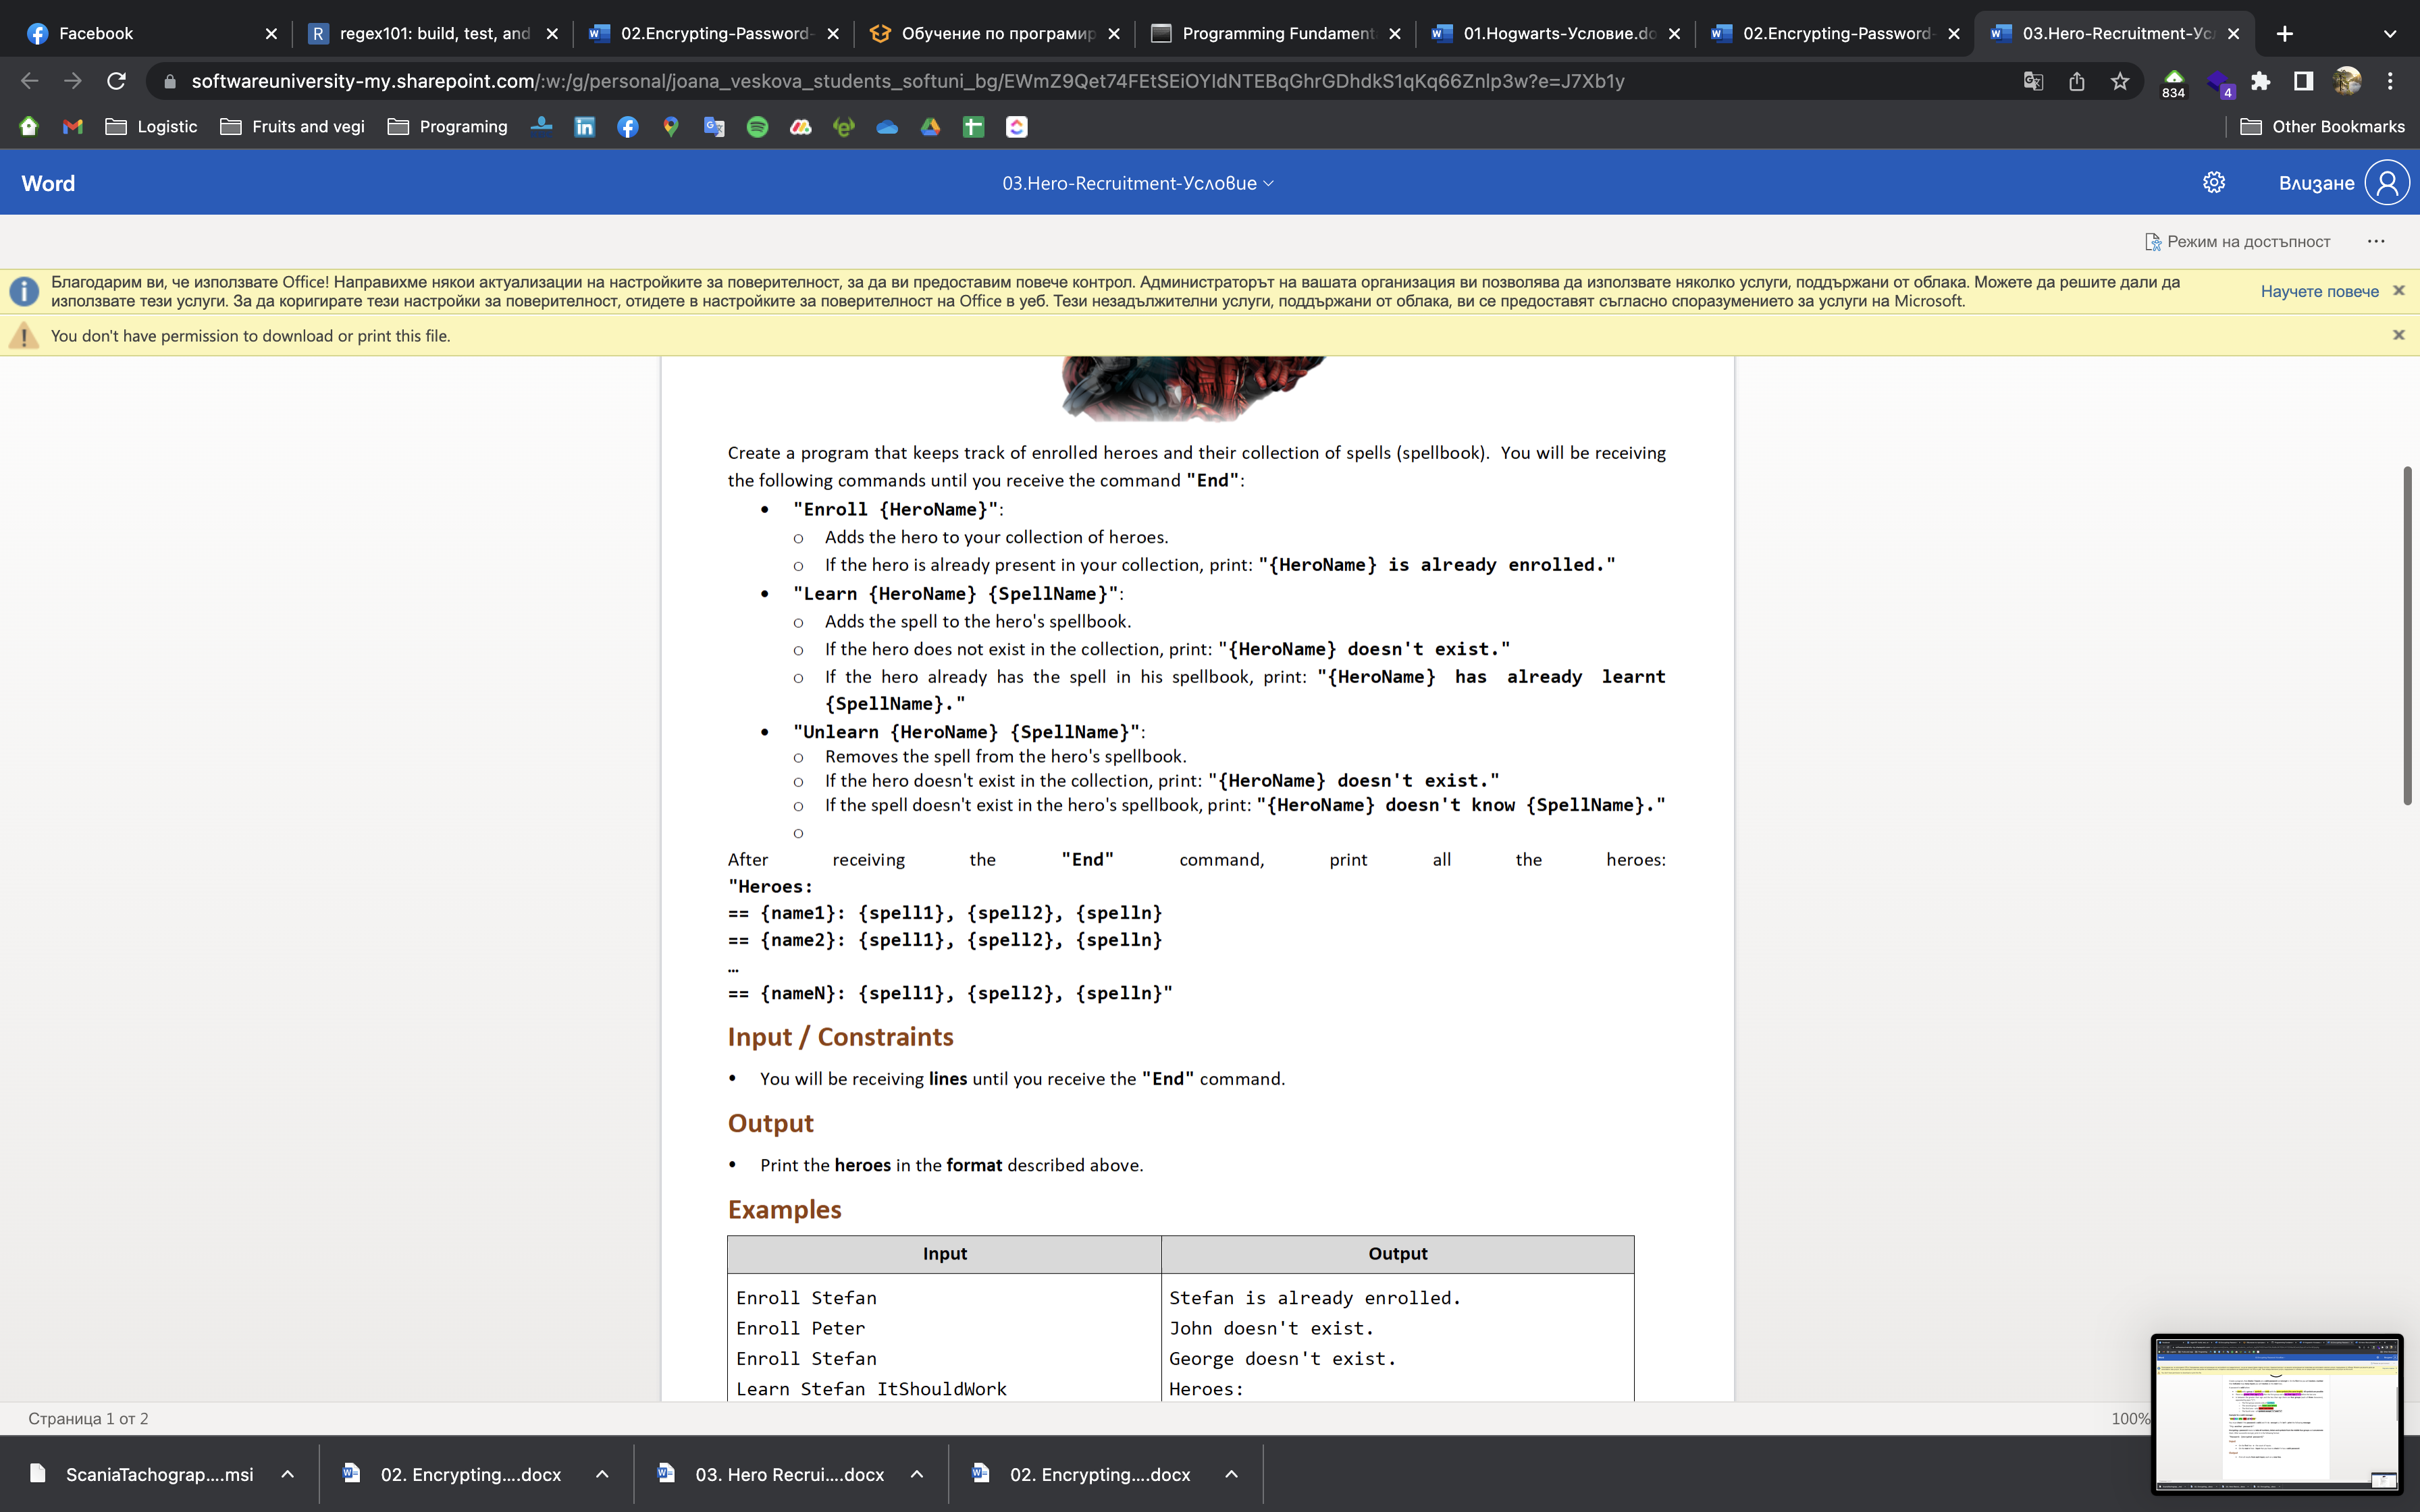 Facebook
regex101: build, test, and
02.Encrypting-Password-
Обучение по програмир
Programming Fundament
01.Hogwarts-Условие.do
02.Encrypting-Password-
03.Hero-Recruitment-Ус
softwareuniversity-my.sharepoint.com/:w:/g/personal/joana_veskova_students_softuni_bg/EWmZ9Qet74FEtSEiOYIdNTEBqGhrGDhdkS1qKq66Znlp3w?e=J7Xb1y
834
4
Logistic
Fruits and vegi
Programing
Other Bookmarks
Word
03.Hero-Recruitment-Условие
Влизане
Режим на достъпност
Благодарим ви, че използвате Office! Направихме някои актуализации на настройките за поверителност, за да ви предоставим повече контрол. Администраторът на вашата организация ви позволява да използвате няколко услуги, поддържани от облака. Можете да решите дали да
използвате тези услуги. За да коригирате тези настройки за поверителност, отидете в настройките за поверителност на Office в уеб. Тези незадължителни услуги, поддържани от облака, ви се предоставят съгласно споразумението за услуги на Microsoft.
Научете повече
You don't have permission to download or print this file.
Create a program that keeps track of enrolled heroes and their collection of spells (spellbook). You will be receiving
the following commands until you receive the command "End":
• "Enroll {HeroName}":
o Adds the hero to your collection of heroes.
o If the hero is already present in your collection, print: "{HeroName} is already enrolled."
• "Learn {HeroName} {SpellName}":
o Adds the spell to the hero's spellbook.
o If the hero does not exist in the collection, print: "{HeroName} doesn't exist."
o If the hero already has the spell in his spellbook, print: "{HeroName} has already learnt
{SpellName}."
• "Unlearn {HeroName} {SpellName}":
o Removes the spell from the hero's spellbook.
o If the hero doesn't exist in the collection, print: "{HeroName} doesn't exist."
o If the spell doesn't exist in the hero's spellbook, print: "{HeroName} doesn't know {SpellName}."
o
After receiving the "End" command, print all the heroes:
"Heroes:
== {name1}: {spell1}, {spell2}, {spelln}
== {name2}: {spell1}, {spell2}, {spelln}
…
== {nameN}: {spell1}, {spell2}, {spelln}"
Input / Constraints
• You will be receiving lines until you receive the "End" command.
Output
• Print the heroes in the format described above.
Examples
Input
Output
Enroll Stefan
Enroll Peter
Enroll Stefan
Learn Stefan ItShouldWork
Stefan is already enrolled.
John doesn't exist.
George doesn't exist.
Heroes:
Страница 1 от 2
100%
ScaniaTachograp....msi
02. Encrypting....docx
03. Hero Recrui....docx
02. Encrypting....docx